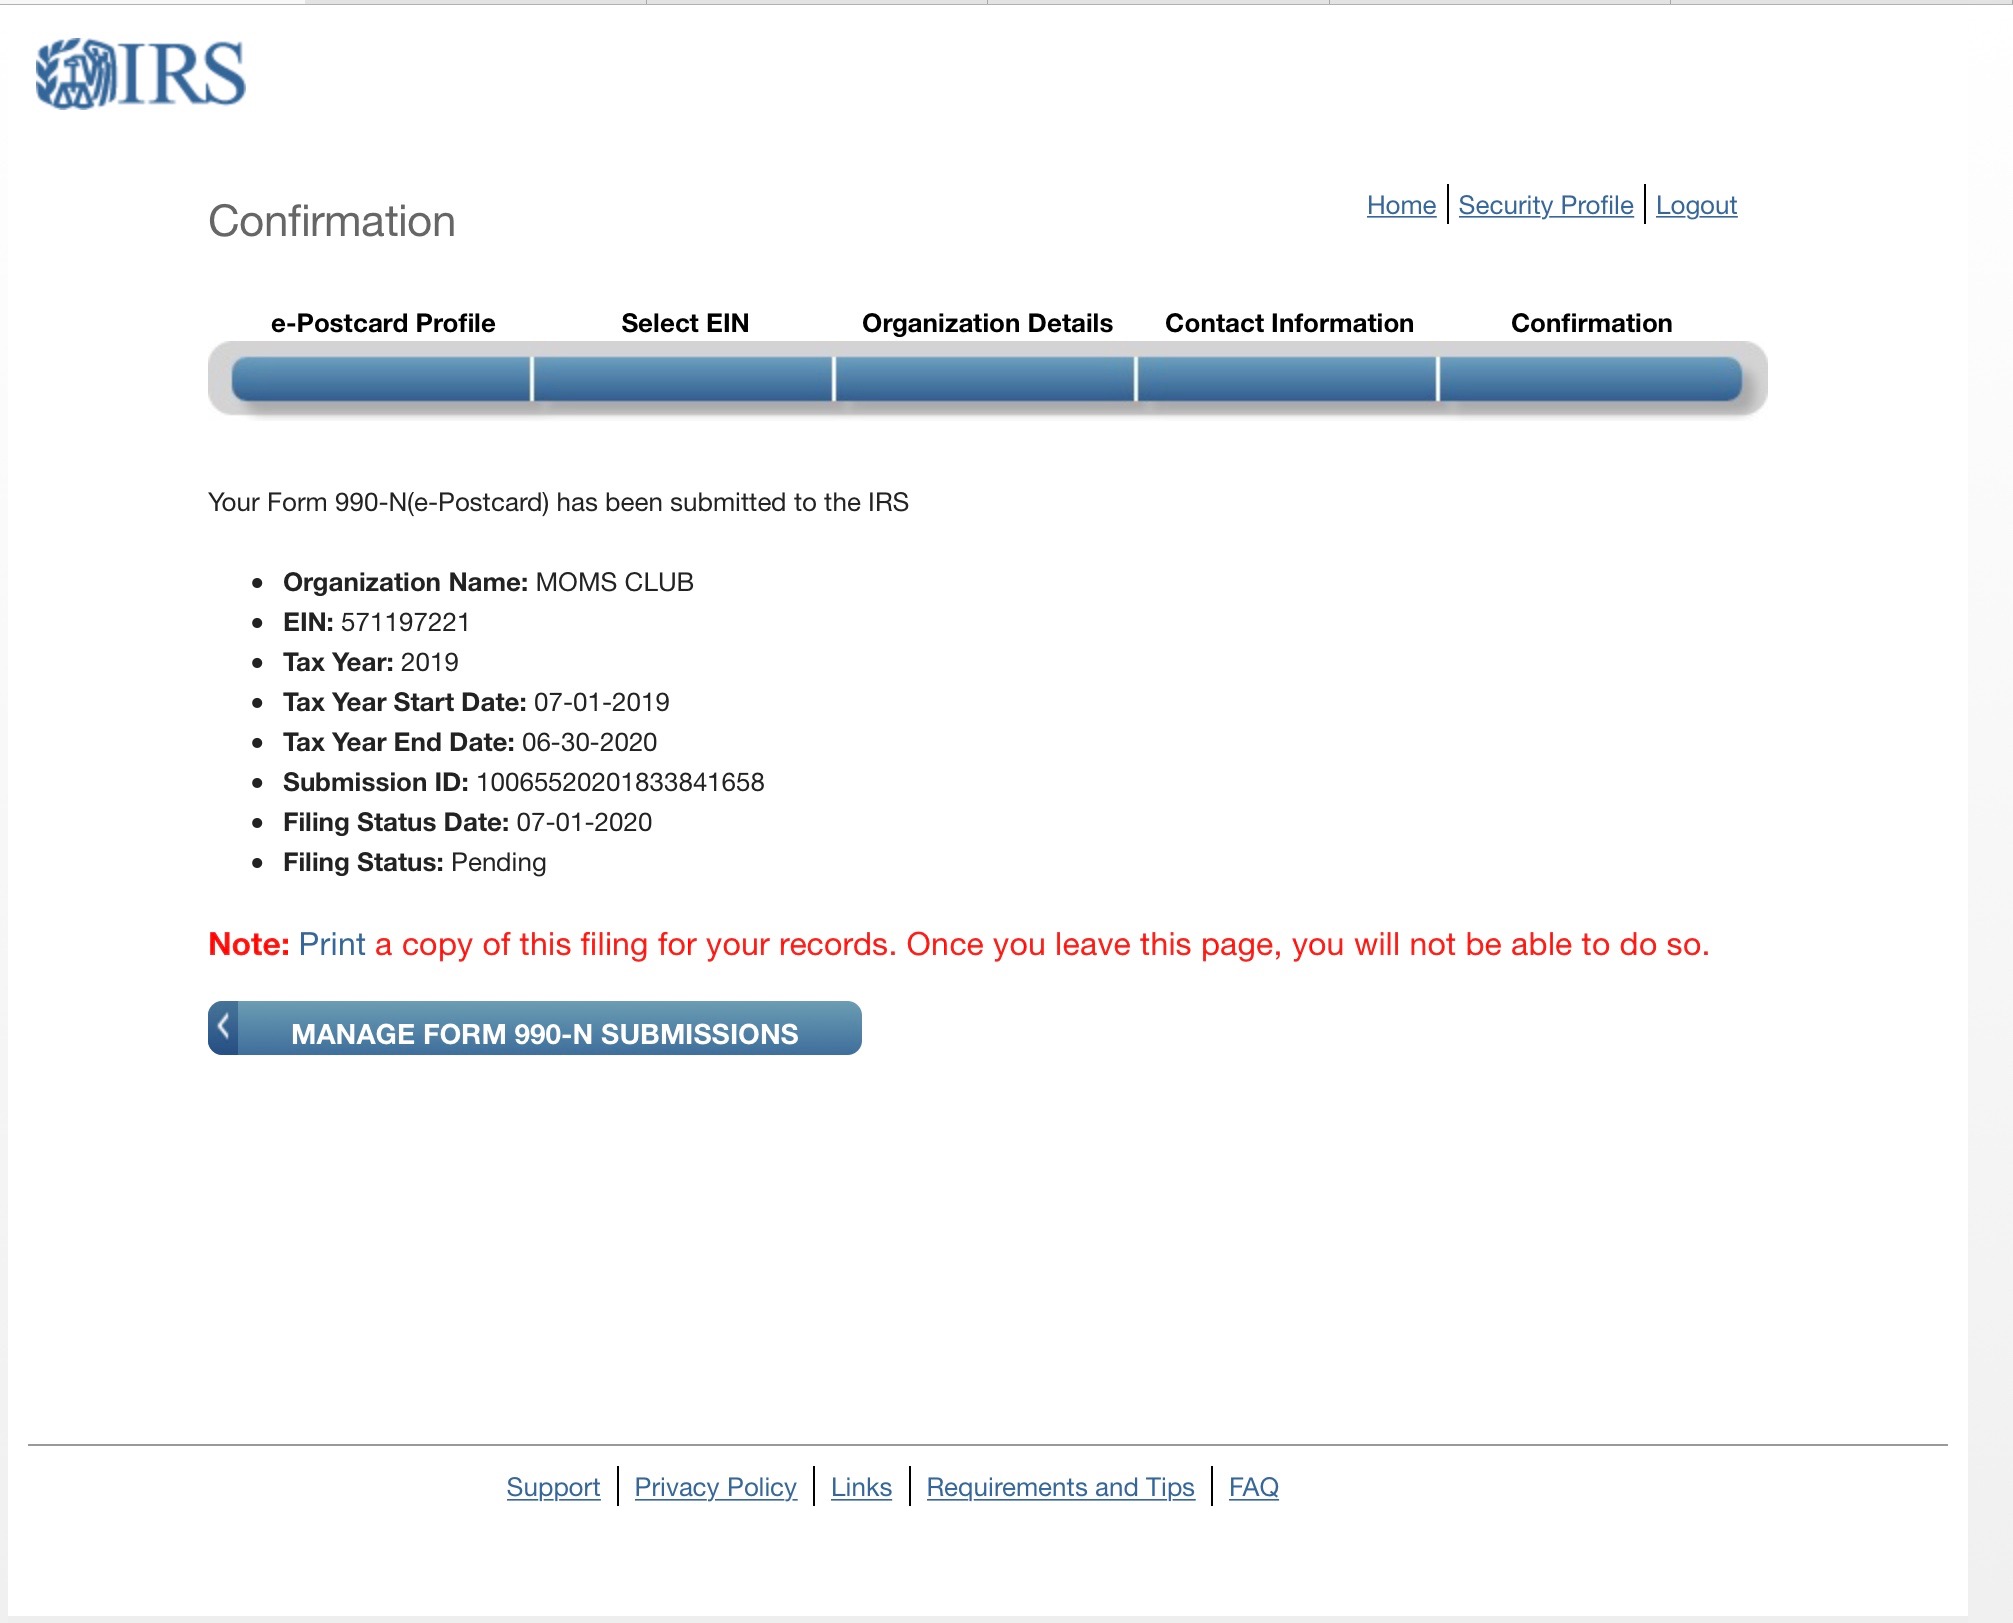 IRS
Confirmation
Home | Security Profile | Logout
e-Postcard Profile Select EIN Organization Details Contact Information Confirmation
Your Form 990-N(e-Postcard) has been submitted to the IRS
• Organization Name: MOMS CLUB
• EIN: 571197221
• Tax Year: 2019
• Tax Year Start Date: 07-01-2019
• Tax Year End Date: 06-30-2020
• Submission ID: 10065520201833841658
• Filing Status Date: 07-01-2020
• Filing Status: Pending
Note: Print a copy of this filing for your records. Once you leave this page, you will not be able to do so.
MANAGE FORM 990-N SUBMISSIONS
Support | Privacy Policy | Links | Requirements and Tips | FAQ